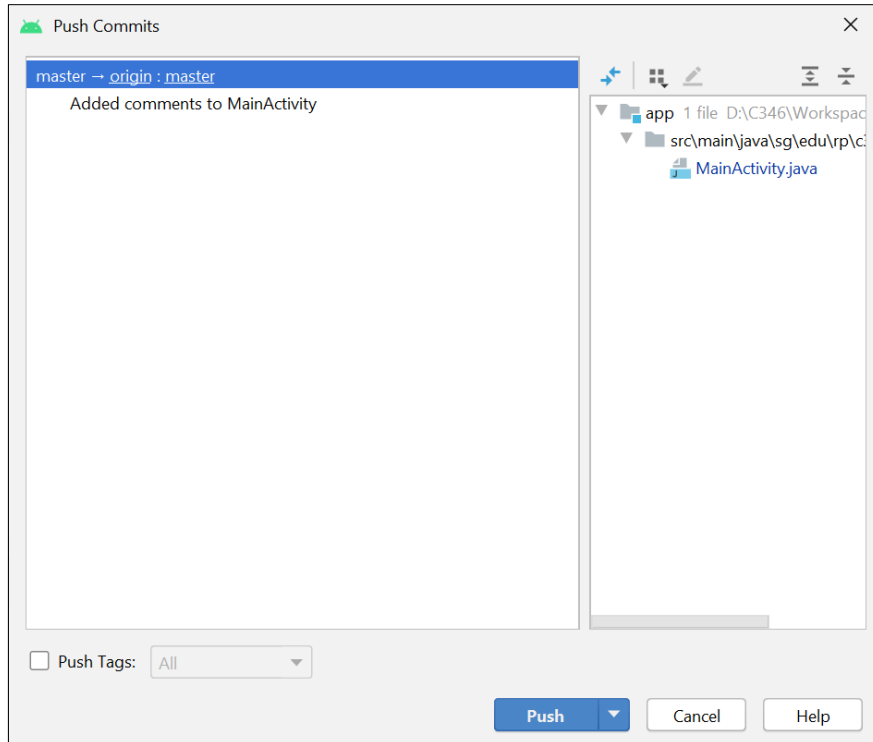 Push Commits
master → origin : master
Added comments to MainActivity
app 1 file D:\C346\Workspac
src\main\java\sg\edu\rp\c
MainActivity.java
Push Tags: All
Push Cancel Help